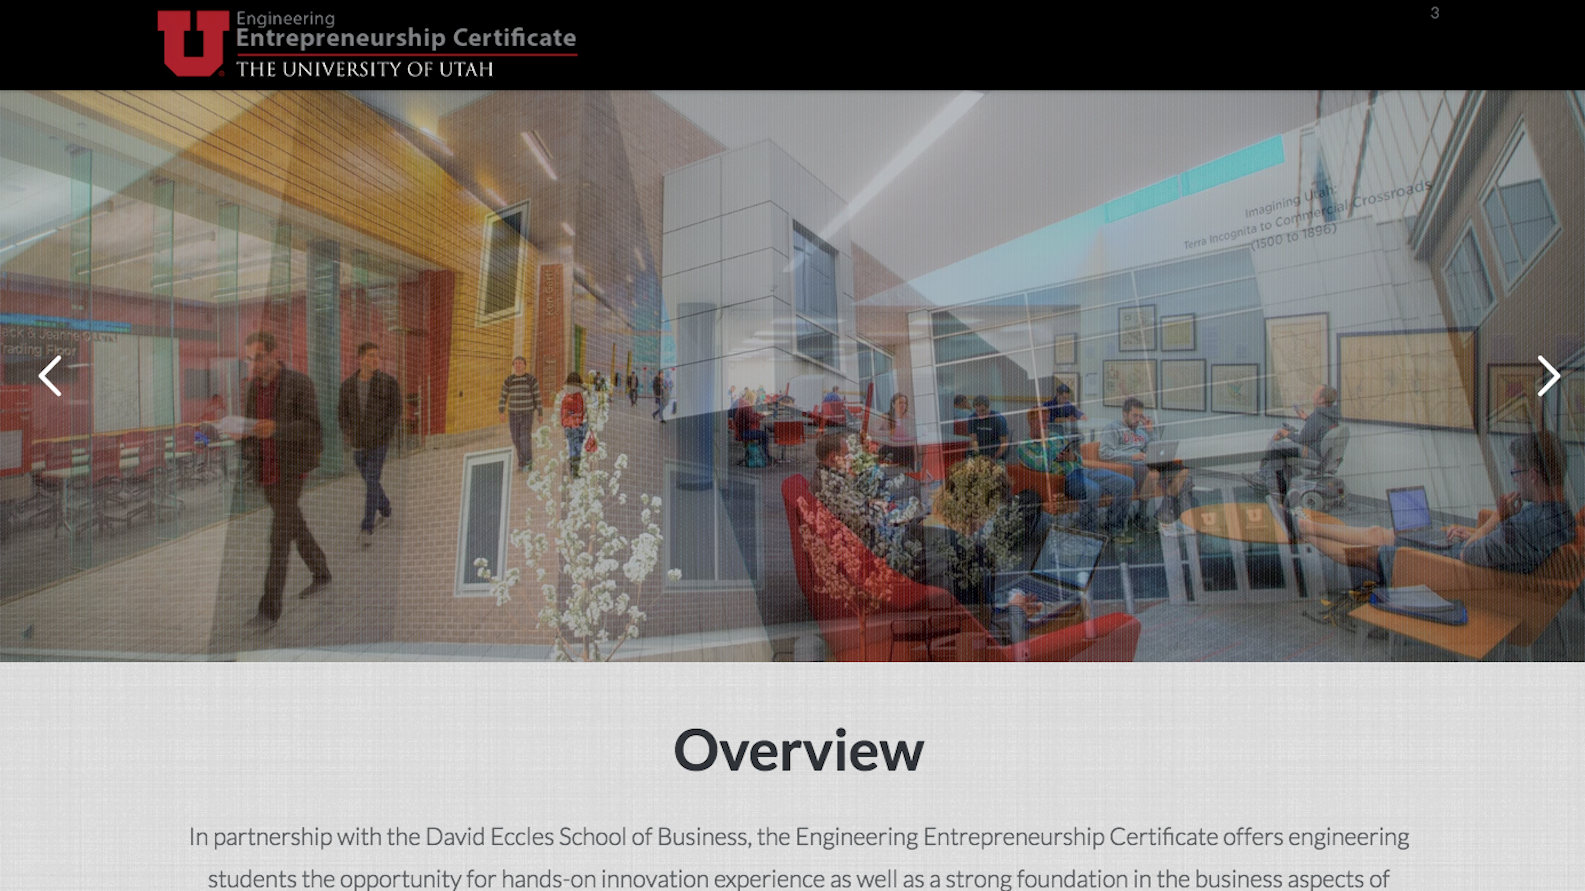 Engineering
Entrepreneurship Certificate
THE UNIVERSITY OF UTAH
3
Imagining Utah:
Terra Incognita to Commercial Crossroads
(1500 to 1896)
Trading Floor
Overview
In partnership with the David Eccles School of Business, the Engineering Entrepreneurship Certificate offers engineering
students the opportunity for hands-on innovation experience as well as a strong foundation in the business aspects of